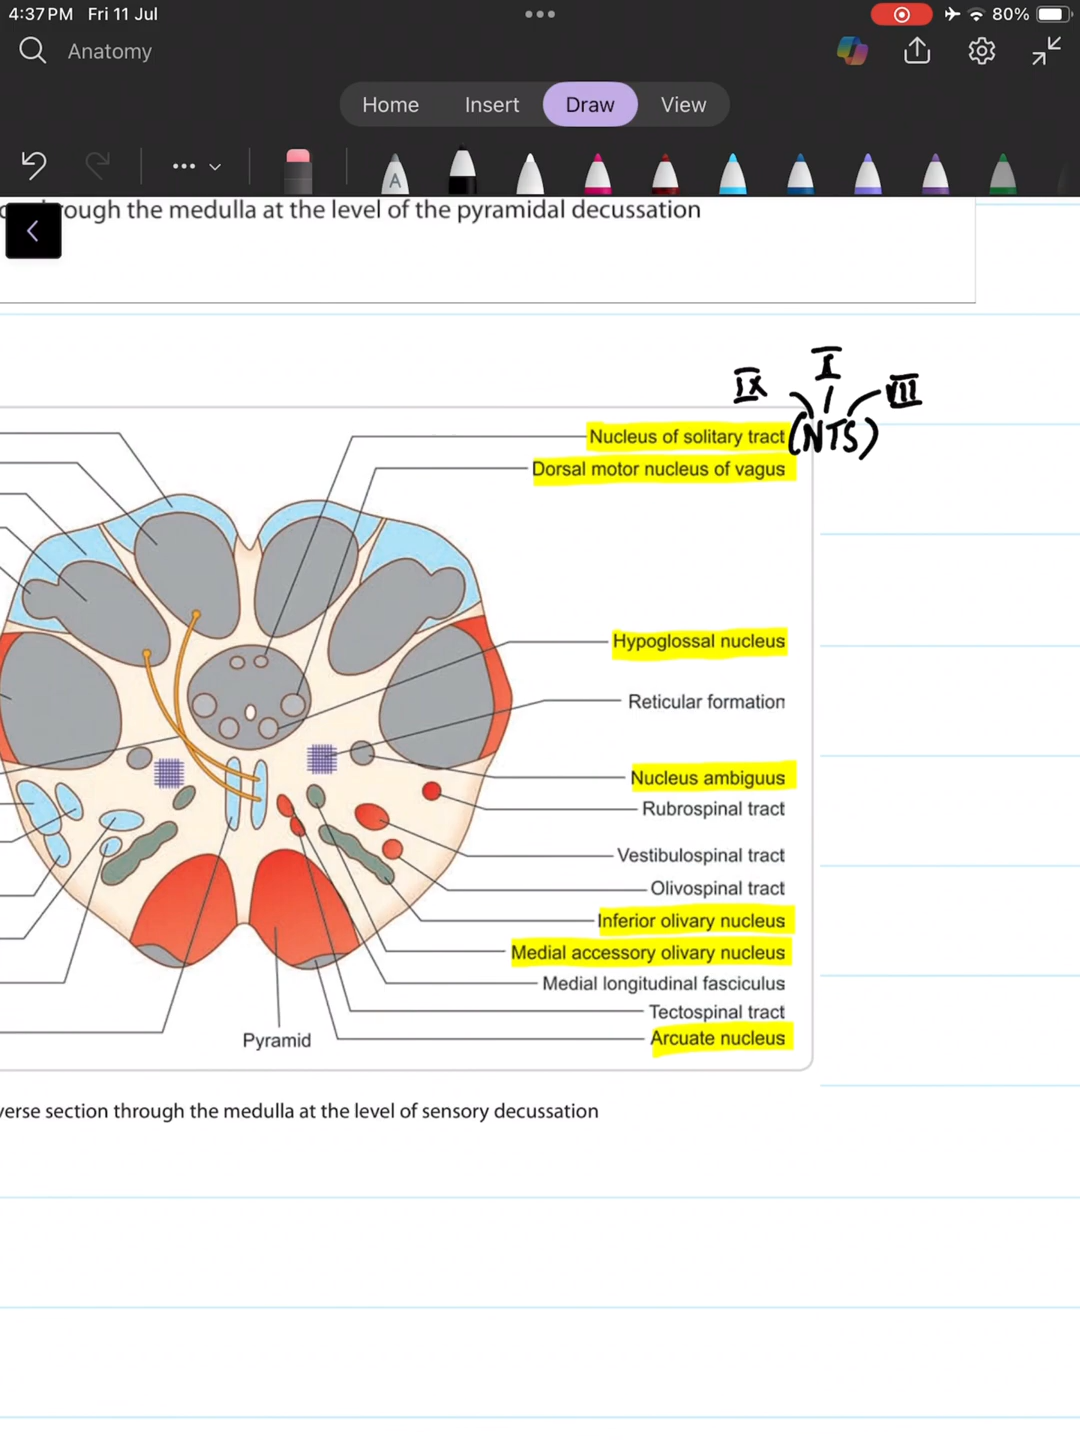 4:37 PM Fri 11 Jul
80%
Anatomy
Home Insert Draw View
A
ough the medulla at the level of the pyramidal decussation
IX I VII
(NTS)
Nucleus of solitary tract
Dorsal motor nucleus of vagus
Hypoglossal nucleus
Reticular formation
Nucleus ambiguus
Rubrospinal tract
Vestibulospinal tract
Olivospinal tract
Inferior olivary nucleus
Medial accessory olivary nucleus
Medial longitudinal fasciculus
Tectospinal tract
Arcuate nucleus
Pyramid
verse section through the medulla at the level of sensory decussation